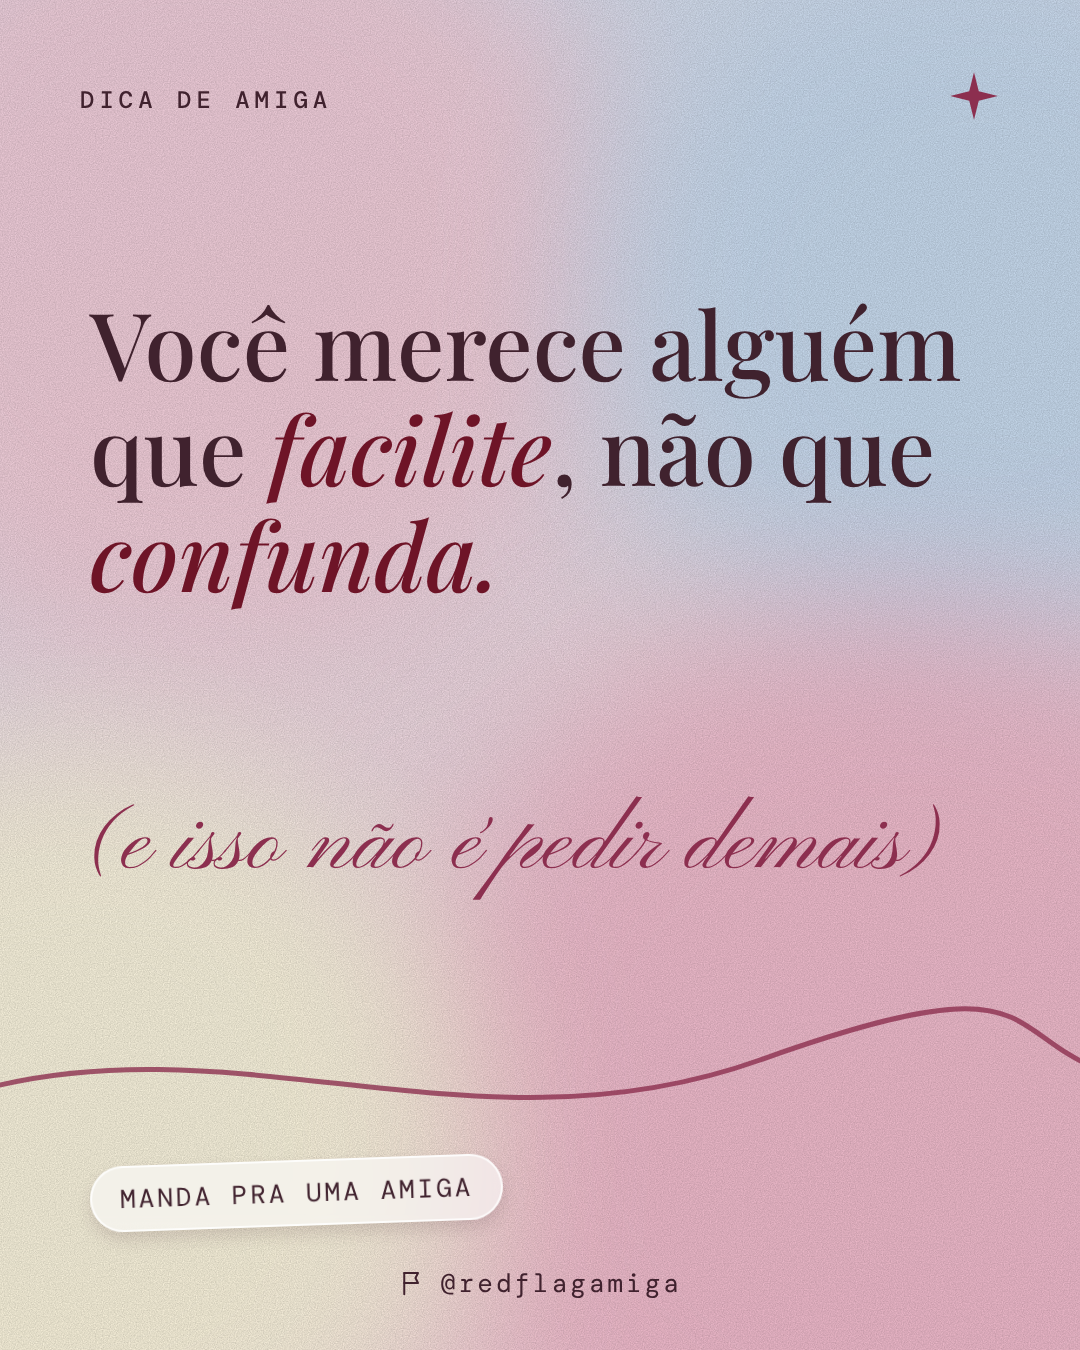 DICA DE AMIGA
Você merece alguém
que facilite, não que
confunda.
(e isso não é pedir demais)
MANDA PRA UMA AMIGA
@redflagamiga